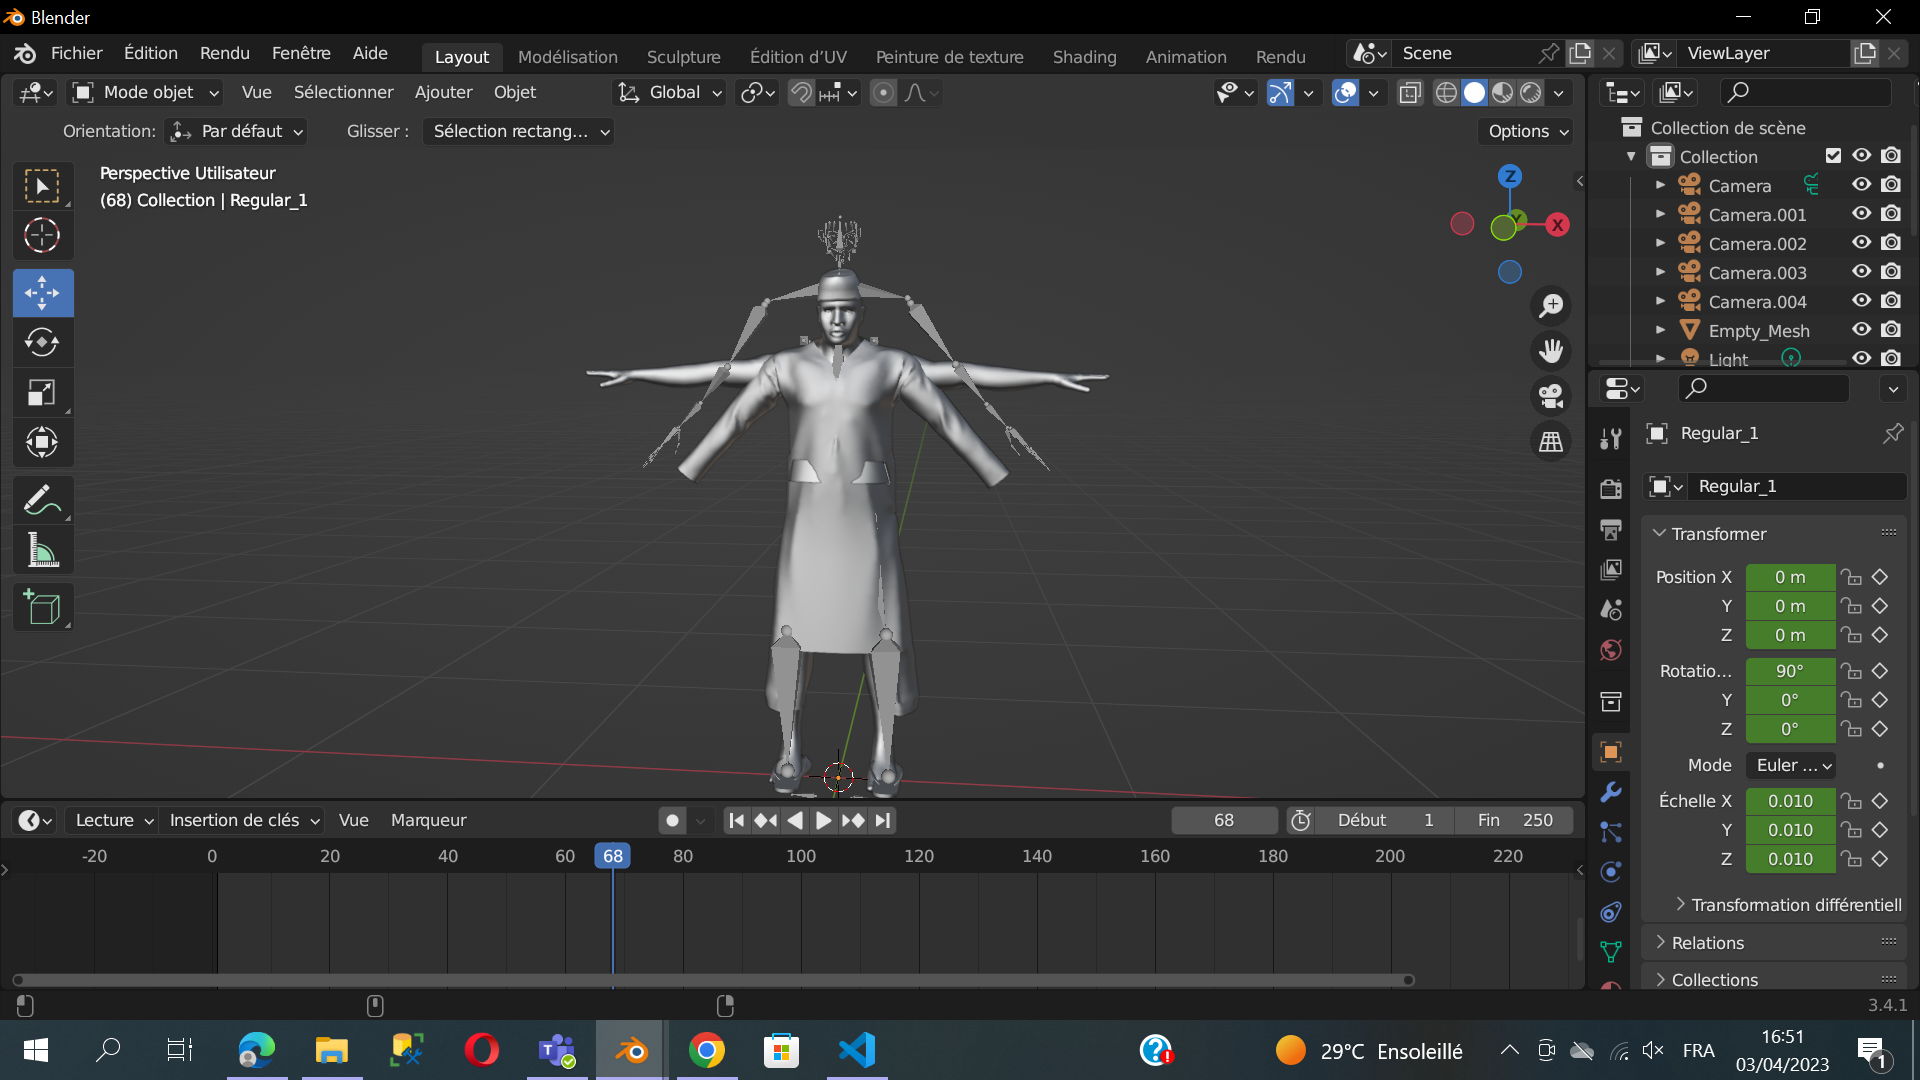 Blender
Fichier Édition Rendu Fenêtre Aide
Layout Modélisation Sculpture Édition d'UV Peinture de texture Shading Animation Rendu
Scene
ViewLayer
Mode objet Vue Sélectionner Ajouter Objet
Global
Orientation: Par défaut Glisser : Sélection rectang...
Options
Perspective Utilisateur
(68) Collection | Regular_1
Z
Y
X
Collection de scène
Collection
Camera
Camera.001
Camera.002
Camera.003
Camera.004
Empty_Mesh
Light
Regular_1
Regular_1
Transformer
Position X 0 m
Y 0 m
Z 0 m
Rotatio... 90°
Y 0°
Z 0°
Mode Euler ...
Échelle X 0.010
Y 0.010
Z 0.010
Transformation différentiell
Relations
Collections
Lecture Insertion de clés Vue Marqueur
68 Début 1 Fin 250
-20 0 20 40 60 68 80 100 120 140 160 180 200 220
3.4.1
29°C Ensoleillé
FRA
16:51
03/04/2023
1